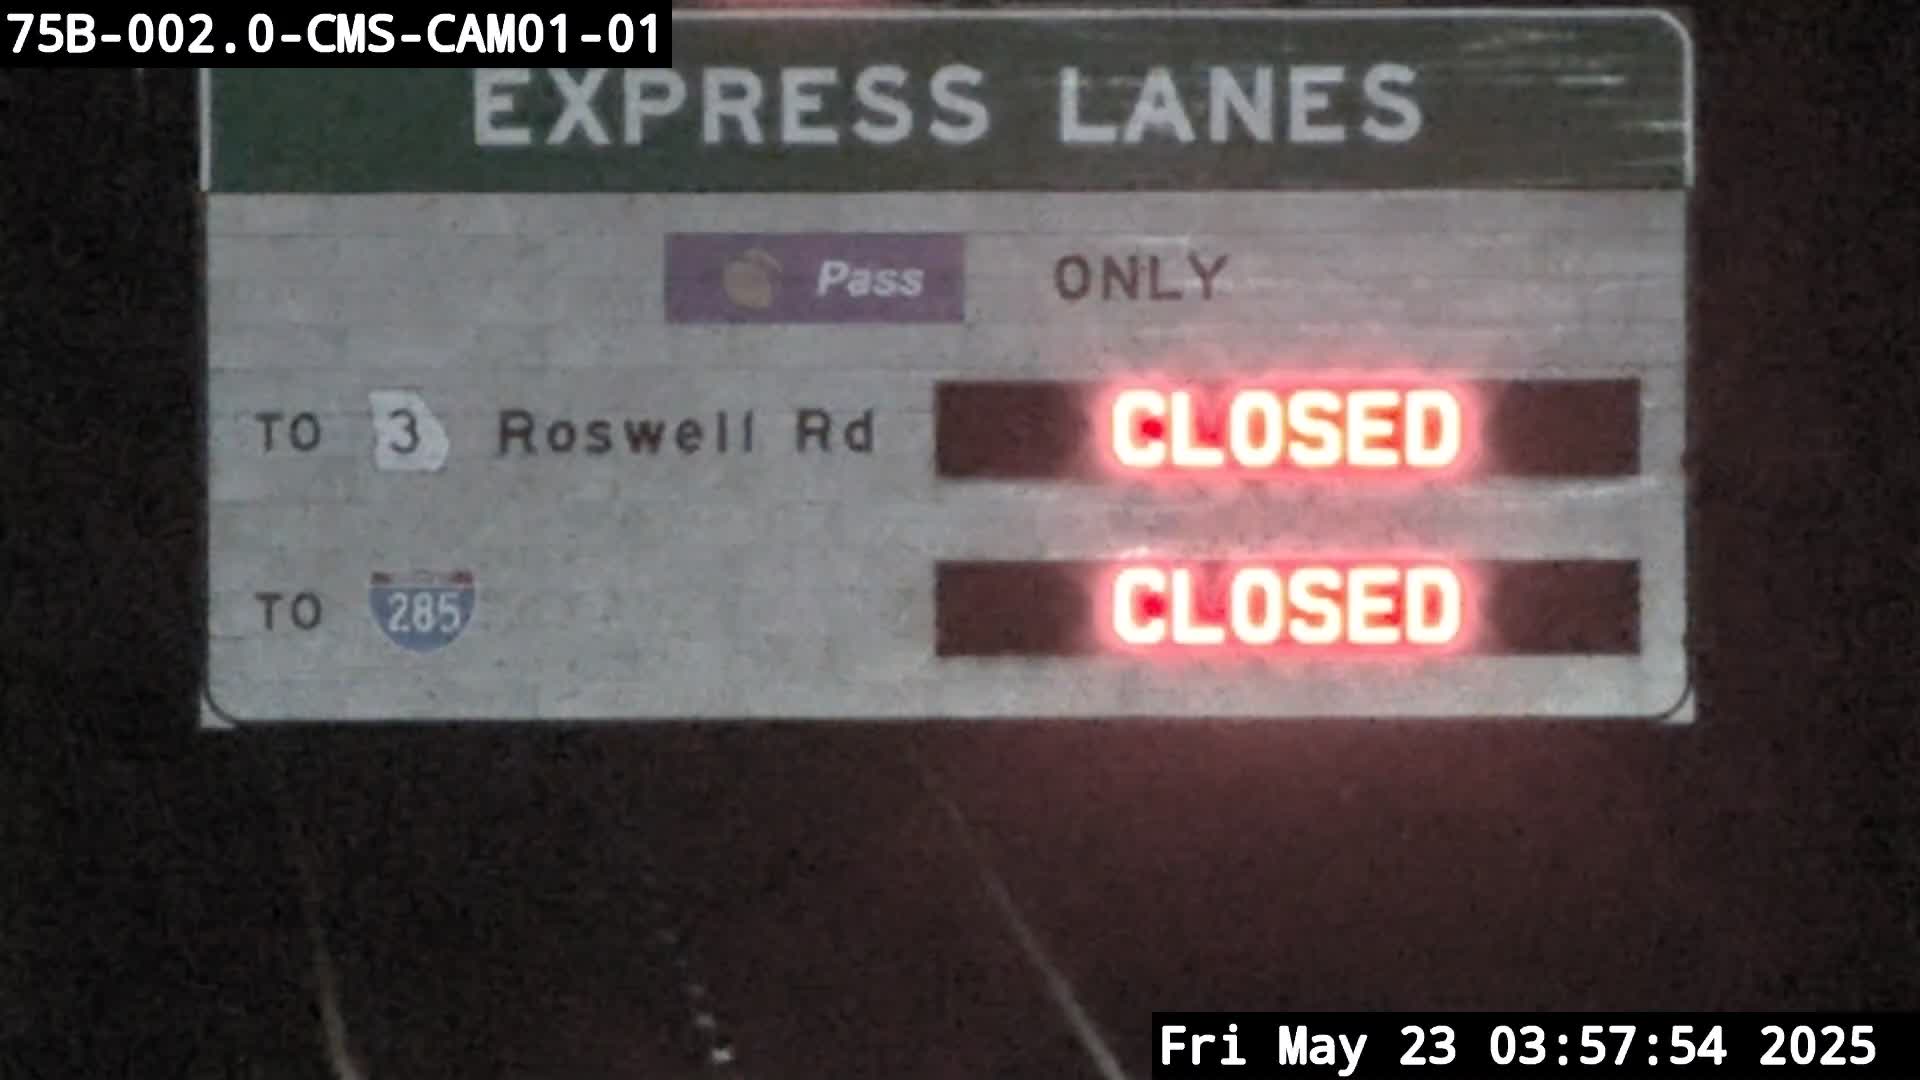 75B-002.0-CMS-CAM01-01
EXPRESS LANES
Pass ONLY
TO 3 Roswell Rd CLOSED
TO 285 CLOSED
Fri May 23 03:57:54 2025